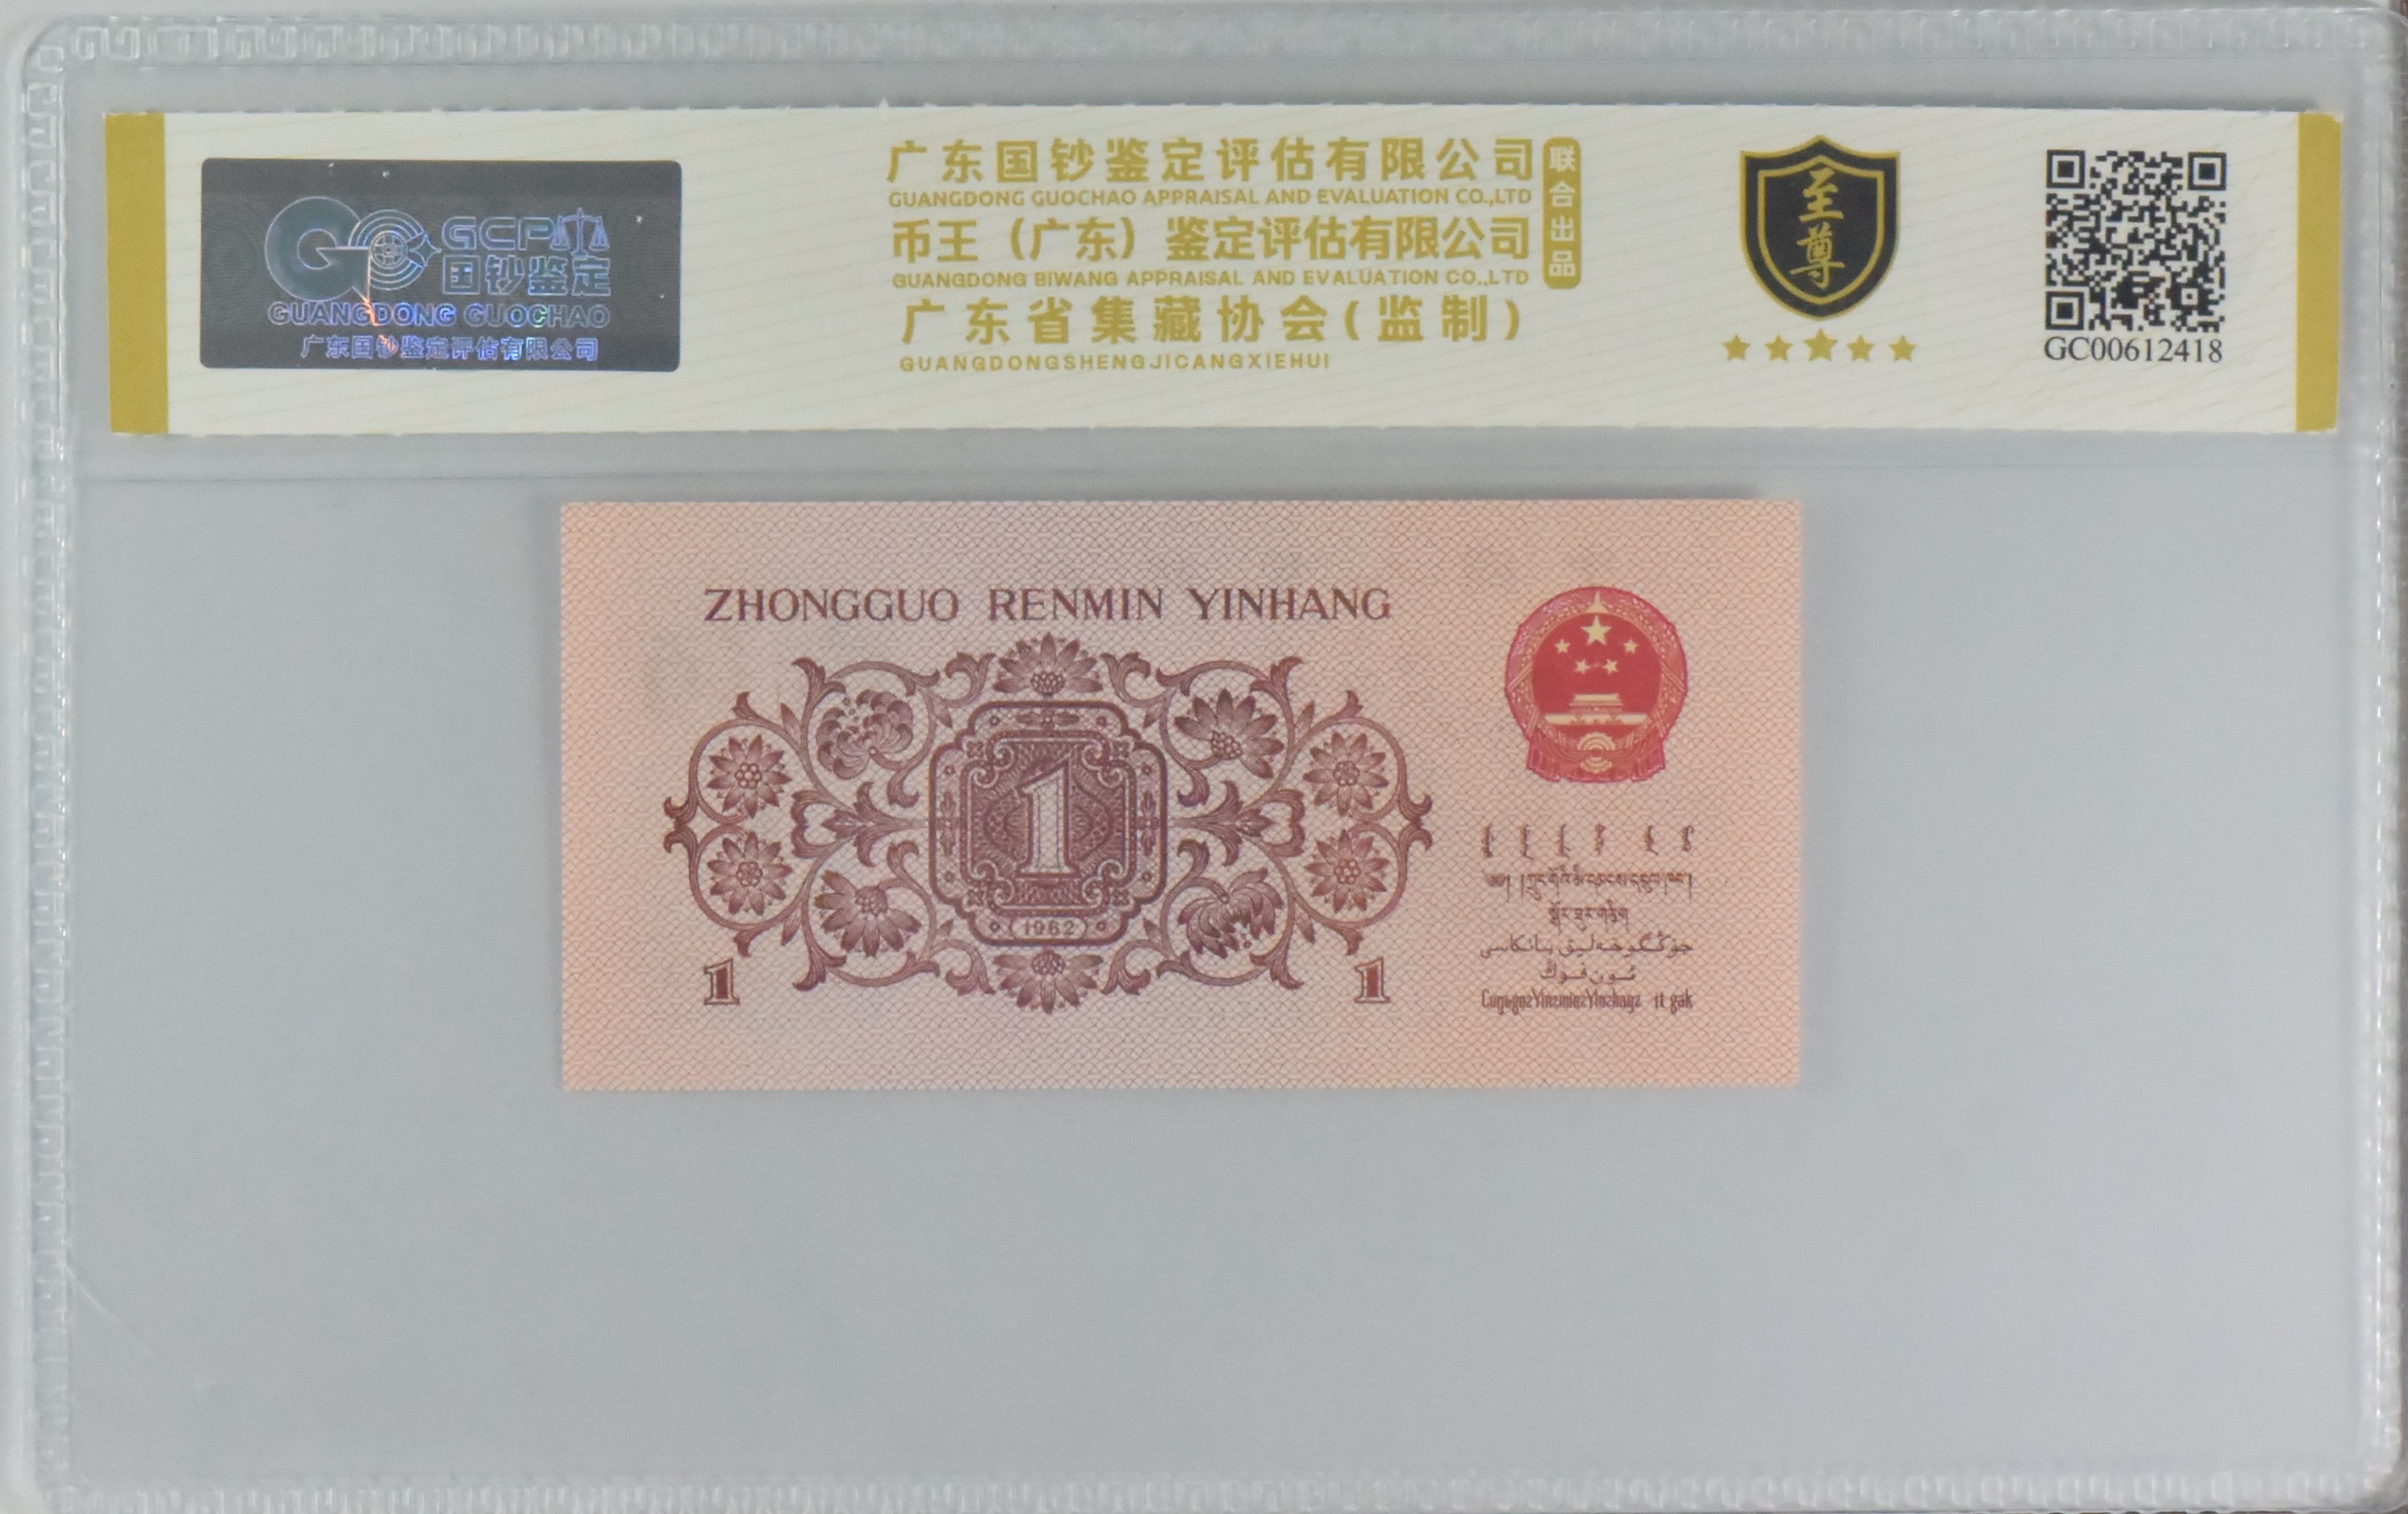 GCP
国钞鉴定
GUANGDONG GUOCHAO
广东国钞鉴定评估有限公司
广东国钞鉴定评估有限公司
GUANGDONG GUOCHAO APPRAISAL AND EVALUATION CO.,LTD
币王（广东）鉴定评估有限公司
GUANGDONG BIWANG APPRAISAL AND EVALUATION CO.,LTD
广东省集藏协会(监制)
GUANGDONGSHENGJICANGXIEHUI
联合出品
至尊
GC00612418
ZHONGGUO RENMIN YINHANG
1
1962
1
1